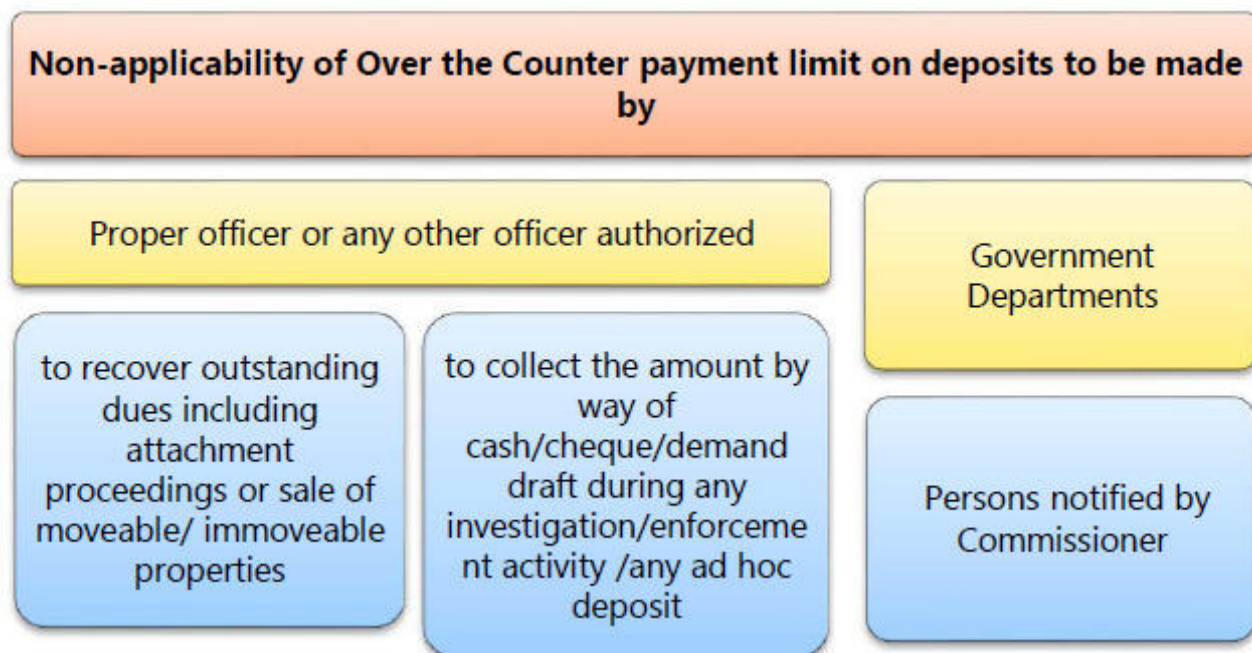 Non-applicability of Over the Counter payment limit on deposits to be made
by
Proper officer or any other officer authorized
to recover outstanding
dues including
attachment
proceedings or sale of
moveable/ immoveable
properties
to collect the amount by
way of
cash/cheque/demand
draft during any
investigation/enforceme
nt activity /any ad hoc
deposit
Government
Departments
Persons notified by
Commissioner